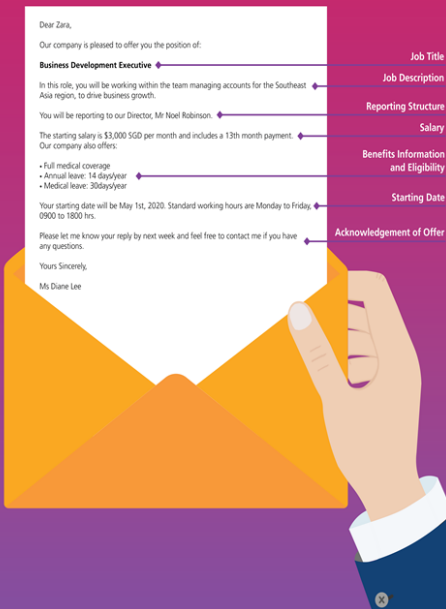 Dear Zara,
Our company is pleased to offer you the position of:
Business Development Executive
Job Title
In this role, you will be working within the team managing accounts for the Southeast
Asia region, to drive business growth.
Job Description
You will be reporting to our Director, Mr Noel Robinson.
Reporting Structure
The starting salary is $3,000 SGD per month and includes a 13th month payment.
Our company also offers:
Salary
• Full medical coverage
• Annual leave: 14 days/year
• Medical leave: 30days/year
Benefits Information
and Eligibility
Your starting date will be May 1st, 2020. Standard working hours are Monday to Friday,
0900 to 1800 hrs.
Starting Date
Please let me know your reply by next week and feel free to contact me if you have
any questions.
Acknowledgement of Offer
Yours Sincerely,
Ms Diane Lee
X